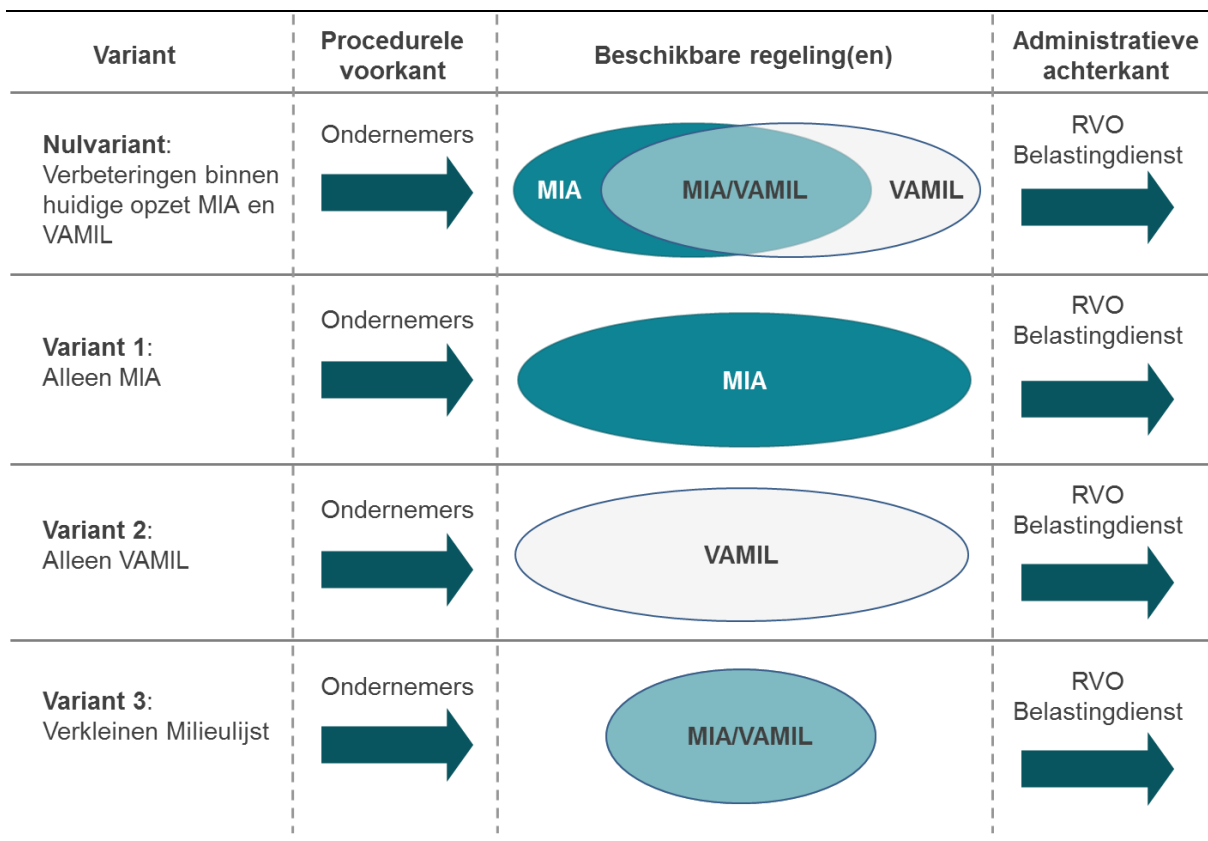 Variant
Procedurele
voorkant
Beschikbare regeling(en)
Administratieve
achterkant
Nulvariant:
Verbeteringen binnen
huidige opzet MIA en
VAMIL
Ondernemers
MIA
MIA/VAMIL
VAMIL
RVO
Belastingdienst
Variant 1:
Alleen MIA
Ondernemers
MIA
RVO
Belastingdienst
Variant 2:
Alleen VAMIL
Ondernemers
VAMIL
RVO
Belastingdienst
Variant 3:
Verkleinen Milieulijst
Ondernemers
MIA/VAMIL
RVO
Belastingdienst